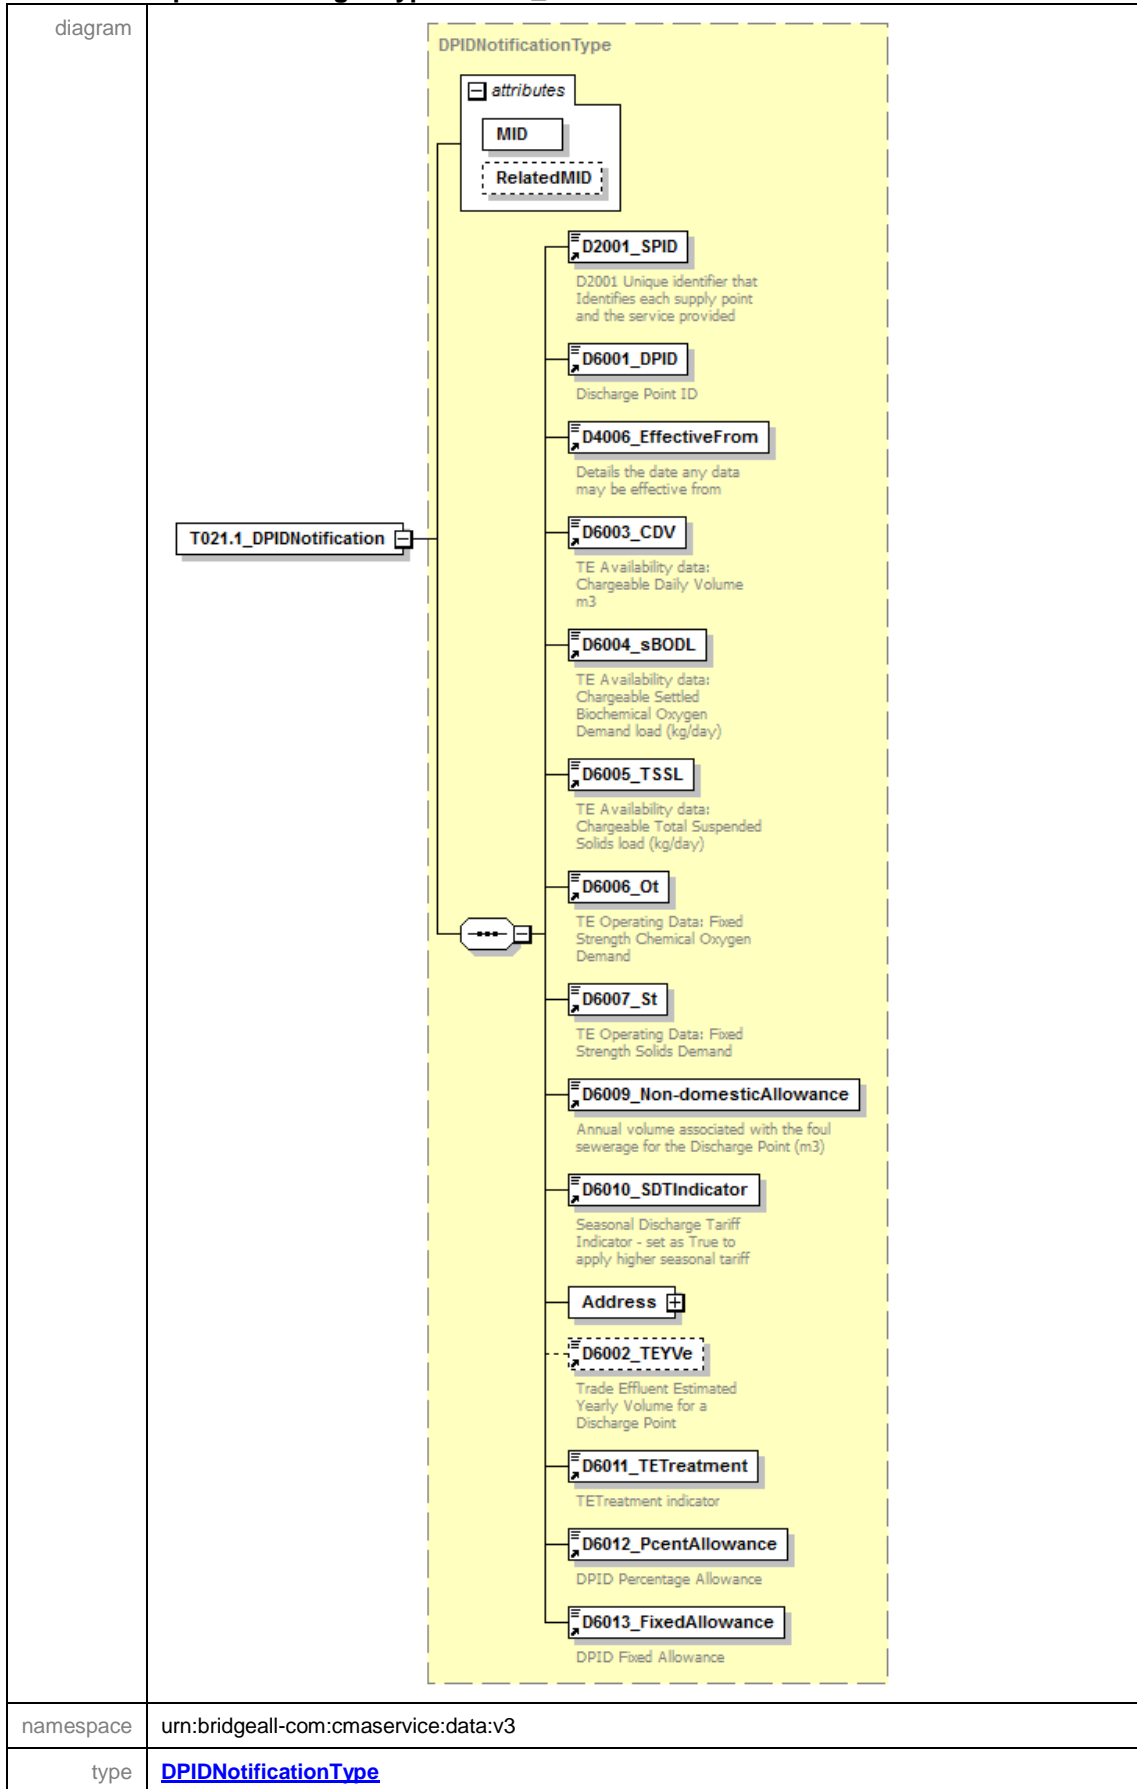 diagram
DPIDNotificationType
attributes
MID
RelatedMID
D2001_SPID
D2001 Unique identifier that
Identifies each supply point
and the service provided
D6001_DPID
Discharge Point ID
D4006_EffectiveFrom
Details the date any data
may be effective from
T021.1_DPIDNotification
D6003_CDV
TE Availability data:
Chargeable Daily Volume
m3
D6004_sBODL
TE Availability data:
Chargeable Settled
Biochemical Oxygen
Demand load (kg/day)
D6005_TSSL
TE Availability data:
Chargeable Total Suspended
Solids load (kg/day)
D6006_Ot
TE Operating Data: Fixed
Strength Chemical Oxygen
Demand
D6007_St
TE Operating Data: Fixed
Strength Solids Demand
D6009_Non-domesticAllowance
Annual volume associated with the foul
sewerage for the Discharge Point (m3)
D6010_SDTIndicator
Seasonal Discharge Tariff
Indicator - set as True to
apply higher seasonal tariff
Address
D6002_TEYVe
Trade Effluent Estimated
Yearly Volume for a
Discharge Point
D6011_TETreatment
TETreatment indicator
D6012_PcentAllowance
DPID Percentage Allowance
D6013_FixedAllowance
DPID Fixed Allowance
namespace
urn:bridgeall-com:cmaservice:data:v3
type
DPIDNotificationType